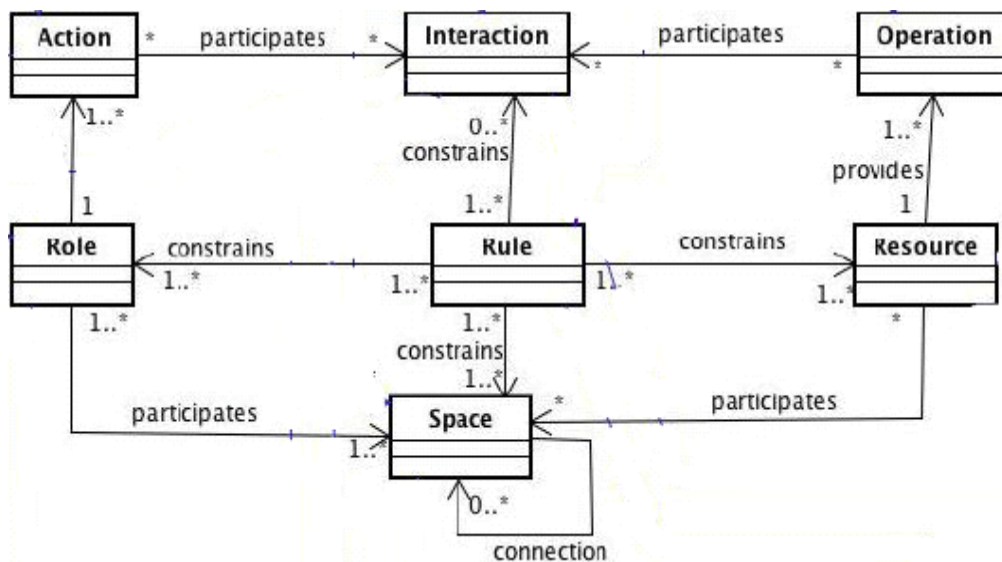 Action
*
participates
*
Interaction
*
participates
*
Operation
1..*
0..*
constrains
1..*
provides
1
1..*
1
Role
constrains
1..*
1..*
Rule
1..*
constrains
1..*
Resource
1..*
1..*
constrains
1..*
*
participates
1..*
Space
*
participates
0..*
connection